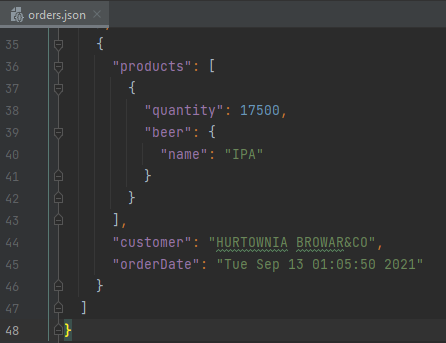 orders.json
35 {
36 "products": [
37 {
38 "quantity": 17500,
39 "beer": {
40 "name": "IPA"
41 }
42 }
43 ],
44 "customer": "HURTOWNIA BROWAR&CO",
45 "orderDate": "Tue Sep 13 01:05:50 2021"
46 }
47 ]
48 }